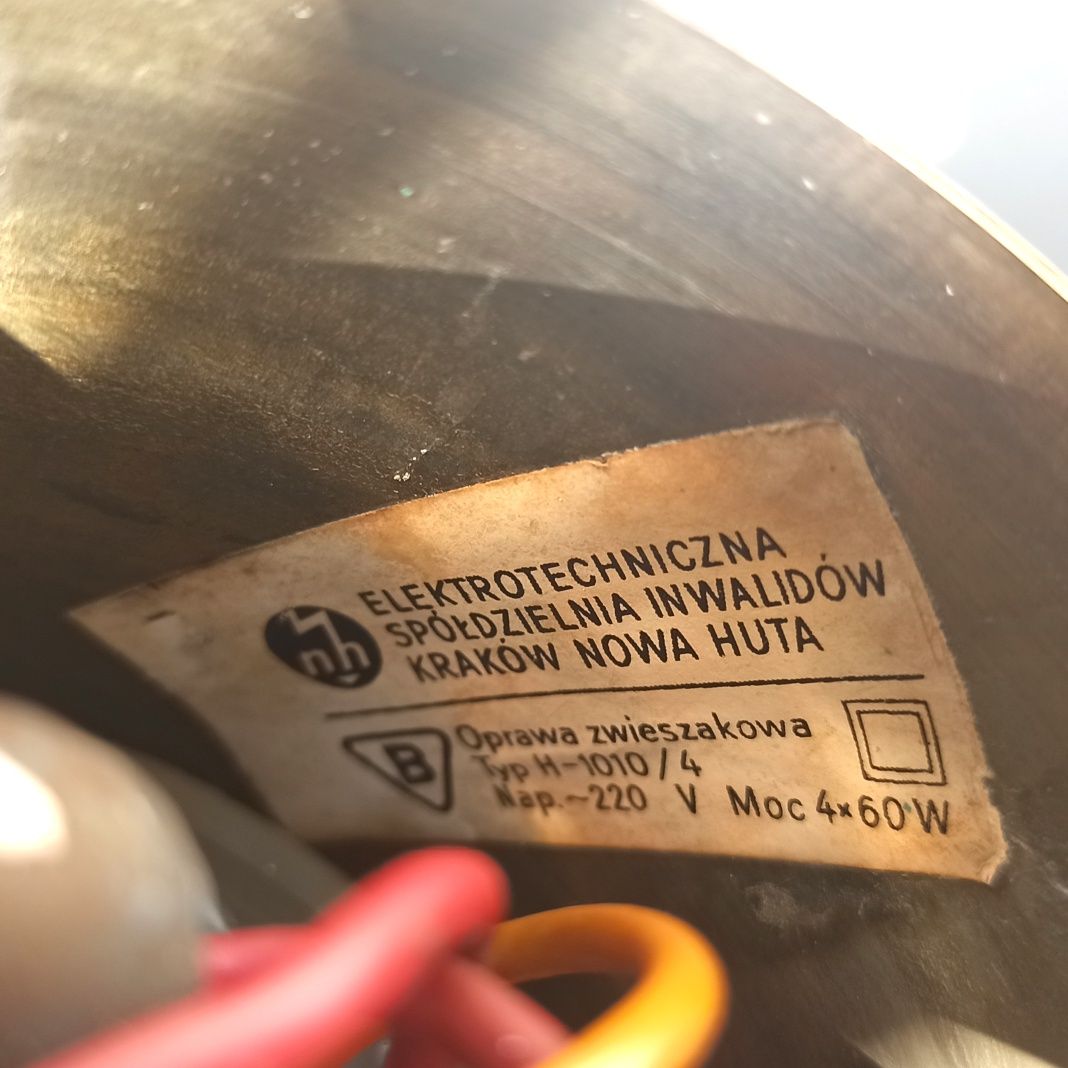 nh
ELEKTROTECHNICZNA
SPÓŁDZIELNIA INWALIDÓW
KRAKÓW NOWA HUTA
B
Oprawa zwieszakowa
Typ H-1010/4
Nap.~220 V Moc 4×60 W